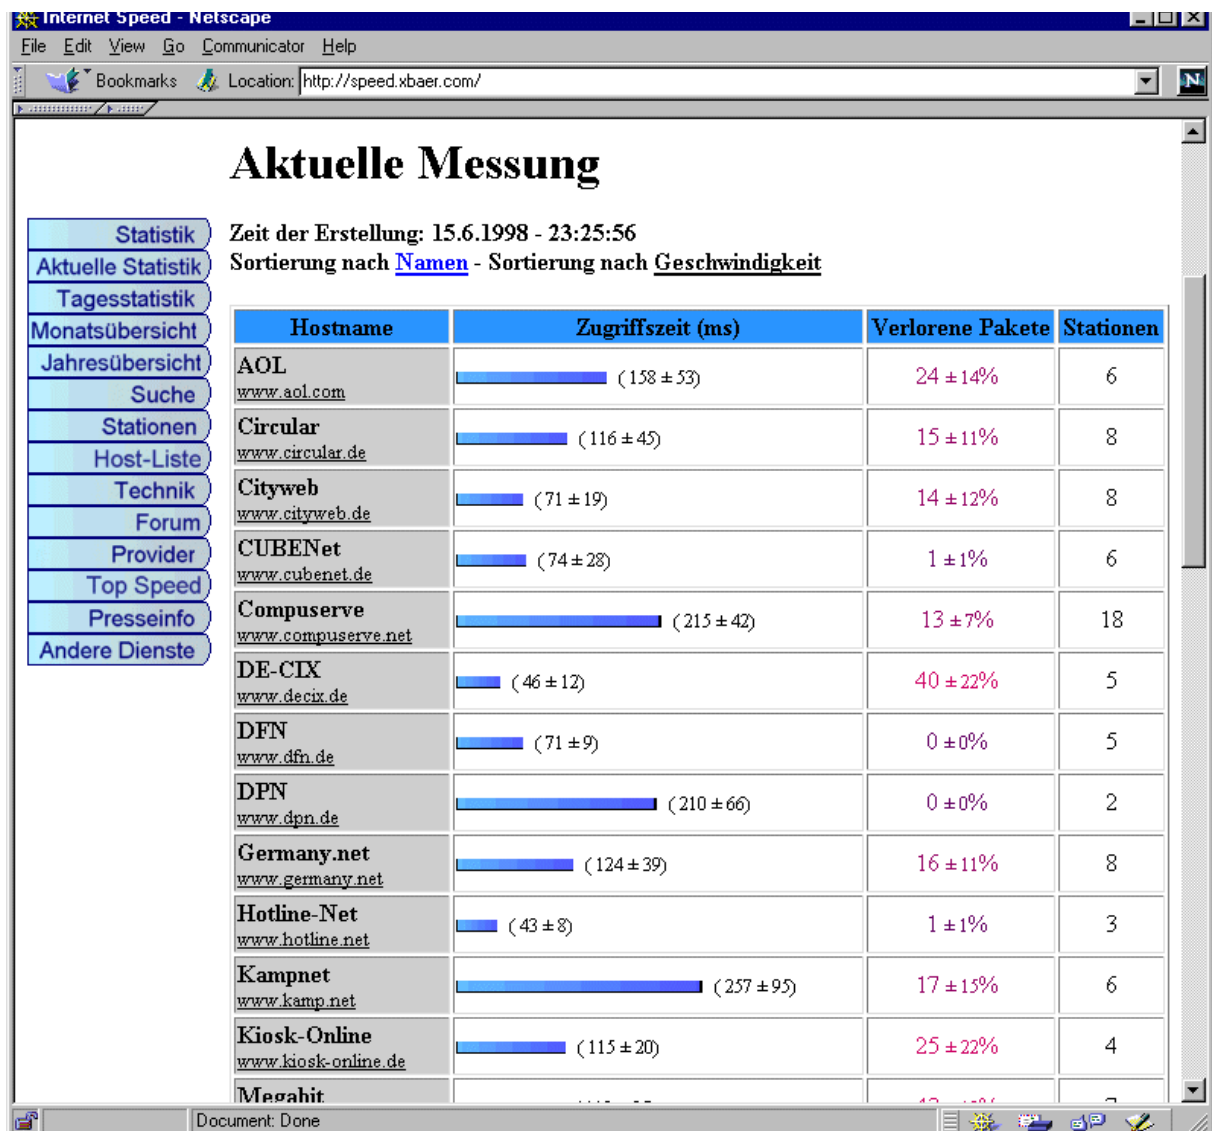 Internet Speed - Netscape
File Edit View Go Communicator Help
Bookmarks Location: http://speed.xbaer.com/
N
Aktuelle Messung
Zeit der Erstellung: 15.6.1998 - 23:25:56
Sortierung nach Namen - Sortierung nach Geschwindigkeit
Statistik
Aktuelle Statistik
Tagesstatistik
Monatsübersicht
Jahresübersicht
Suche
Stationen
Host-Liste
Technik
Forum
Provider
Top Speed
Presseinfo
Andere Dienste
Hostname Zugriffszeit (ms) Verlorene Pakete Stationen
AOL
www.aol.com
(158 ± 53) 24 ± 14% 6
Circular
www.circular.de
(116 ± 45) 15 ± 11% 8
Cityweb
www.cityweb.de
(71 ± 19) 14 ± 12% 8
CUBENet
www.cubenet.de
(74 ± 28) 1 ± 1% 6
Compuserve
www.compuserve.net
(215 ± 42) 13 ± 7% 18
DE-CIX
www.decix.de
(46 ± 12) 40 ± 22% 5
DFN
www.dfn.de
(71 ± 9) 0 ± 0% 5
DPN
www.dpn.de
(210 ± 66) 0 ± 0% 2
Germany.net
www.germany.net
(124 ± 39) 16 ± 11% 8
Hotline-Net
www.hotline.net
(43 ± 8) 1 ± 1% 3
Kampnet
www.kamp.net
(257 ± 95) 17 ± 15% 6
Kiosk-Online
www.kiosk-online.de
(115 ± 20) 25 ± 22% 4
Megabit
Document: Done